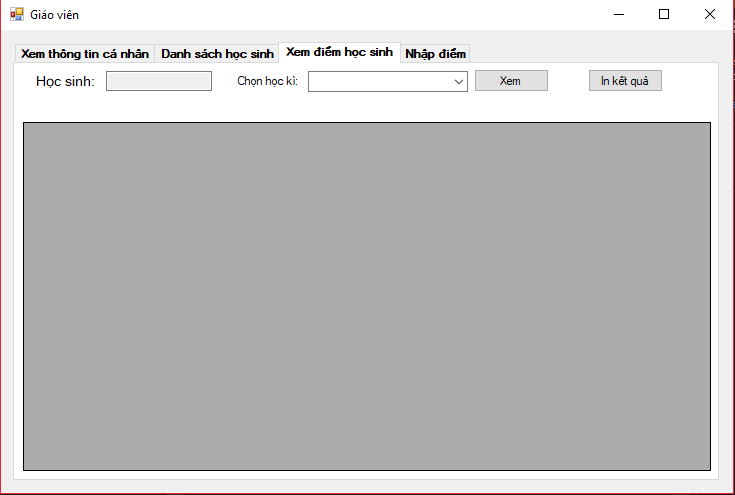 Giáo viên
Xem thông tin cá nhân Danh sách học sinh Xem điểm học sinh Nhập điểm
Học sinh: Chọn học kì: Xem In kết quả